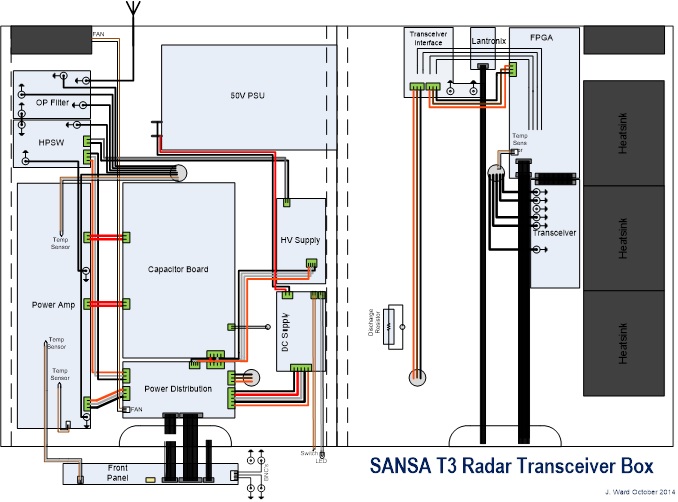 FAN
Transceiver
Interface
Lantronix
FPGA
OP Filter
50V PSU
HPSW
Temp
Sensor
Heatsink
Temp
Sensor
HV Supply
Transceiver
Heatsink
Capacitor Board
Power Amp
Discharge
Resistor
DC Supply
Heatsink
Temp
Sensor
Temp
Sensor
Power Distribution
FAN
Switch
LED
Front
Panel
BNC's
SANSA T3 Radar Transceiver Box
J. Ward October 2014